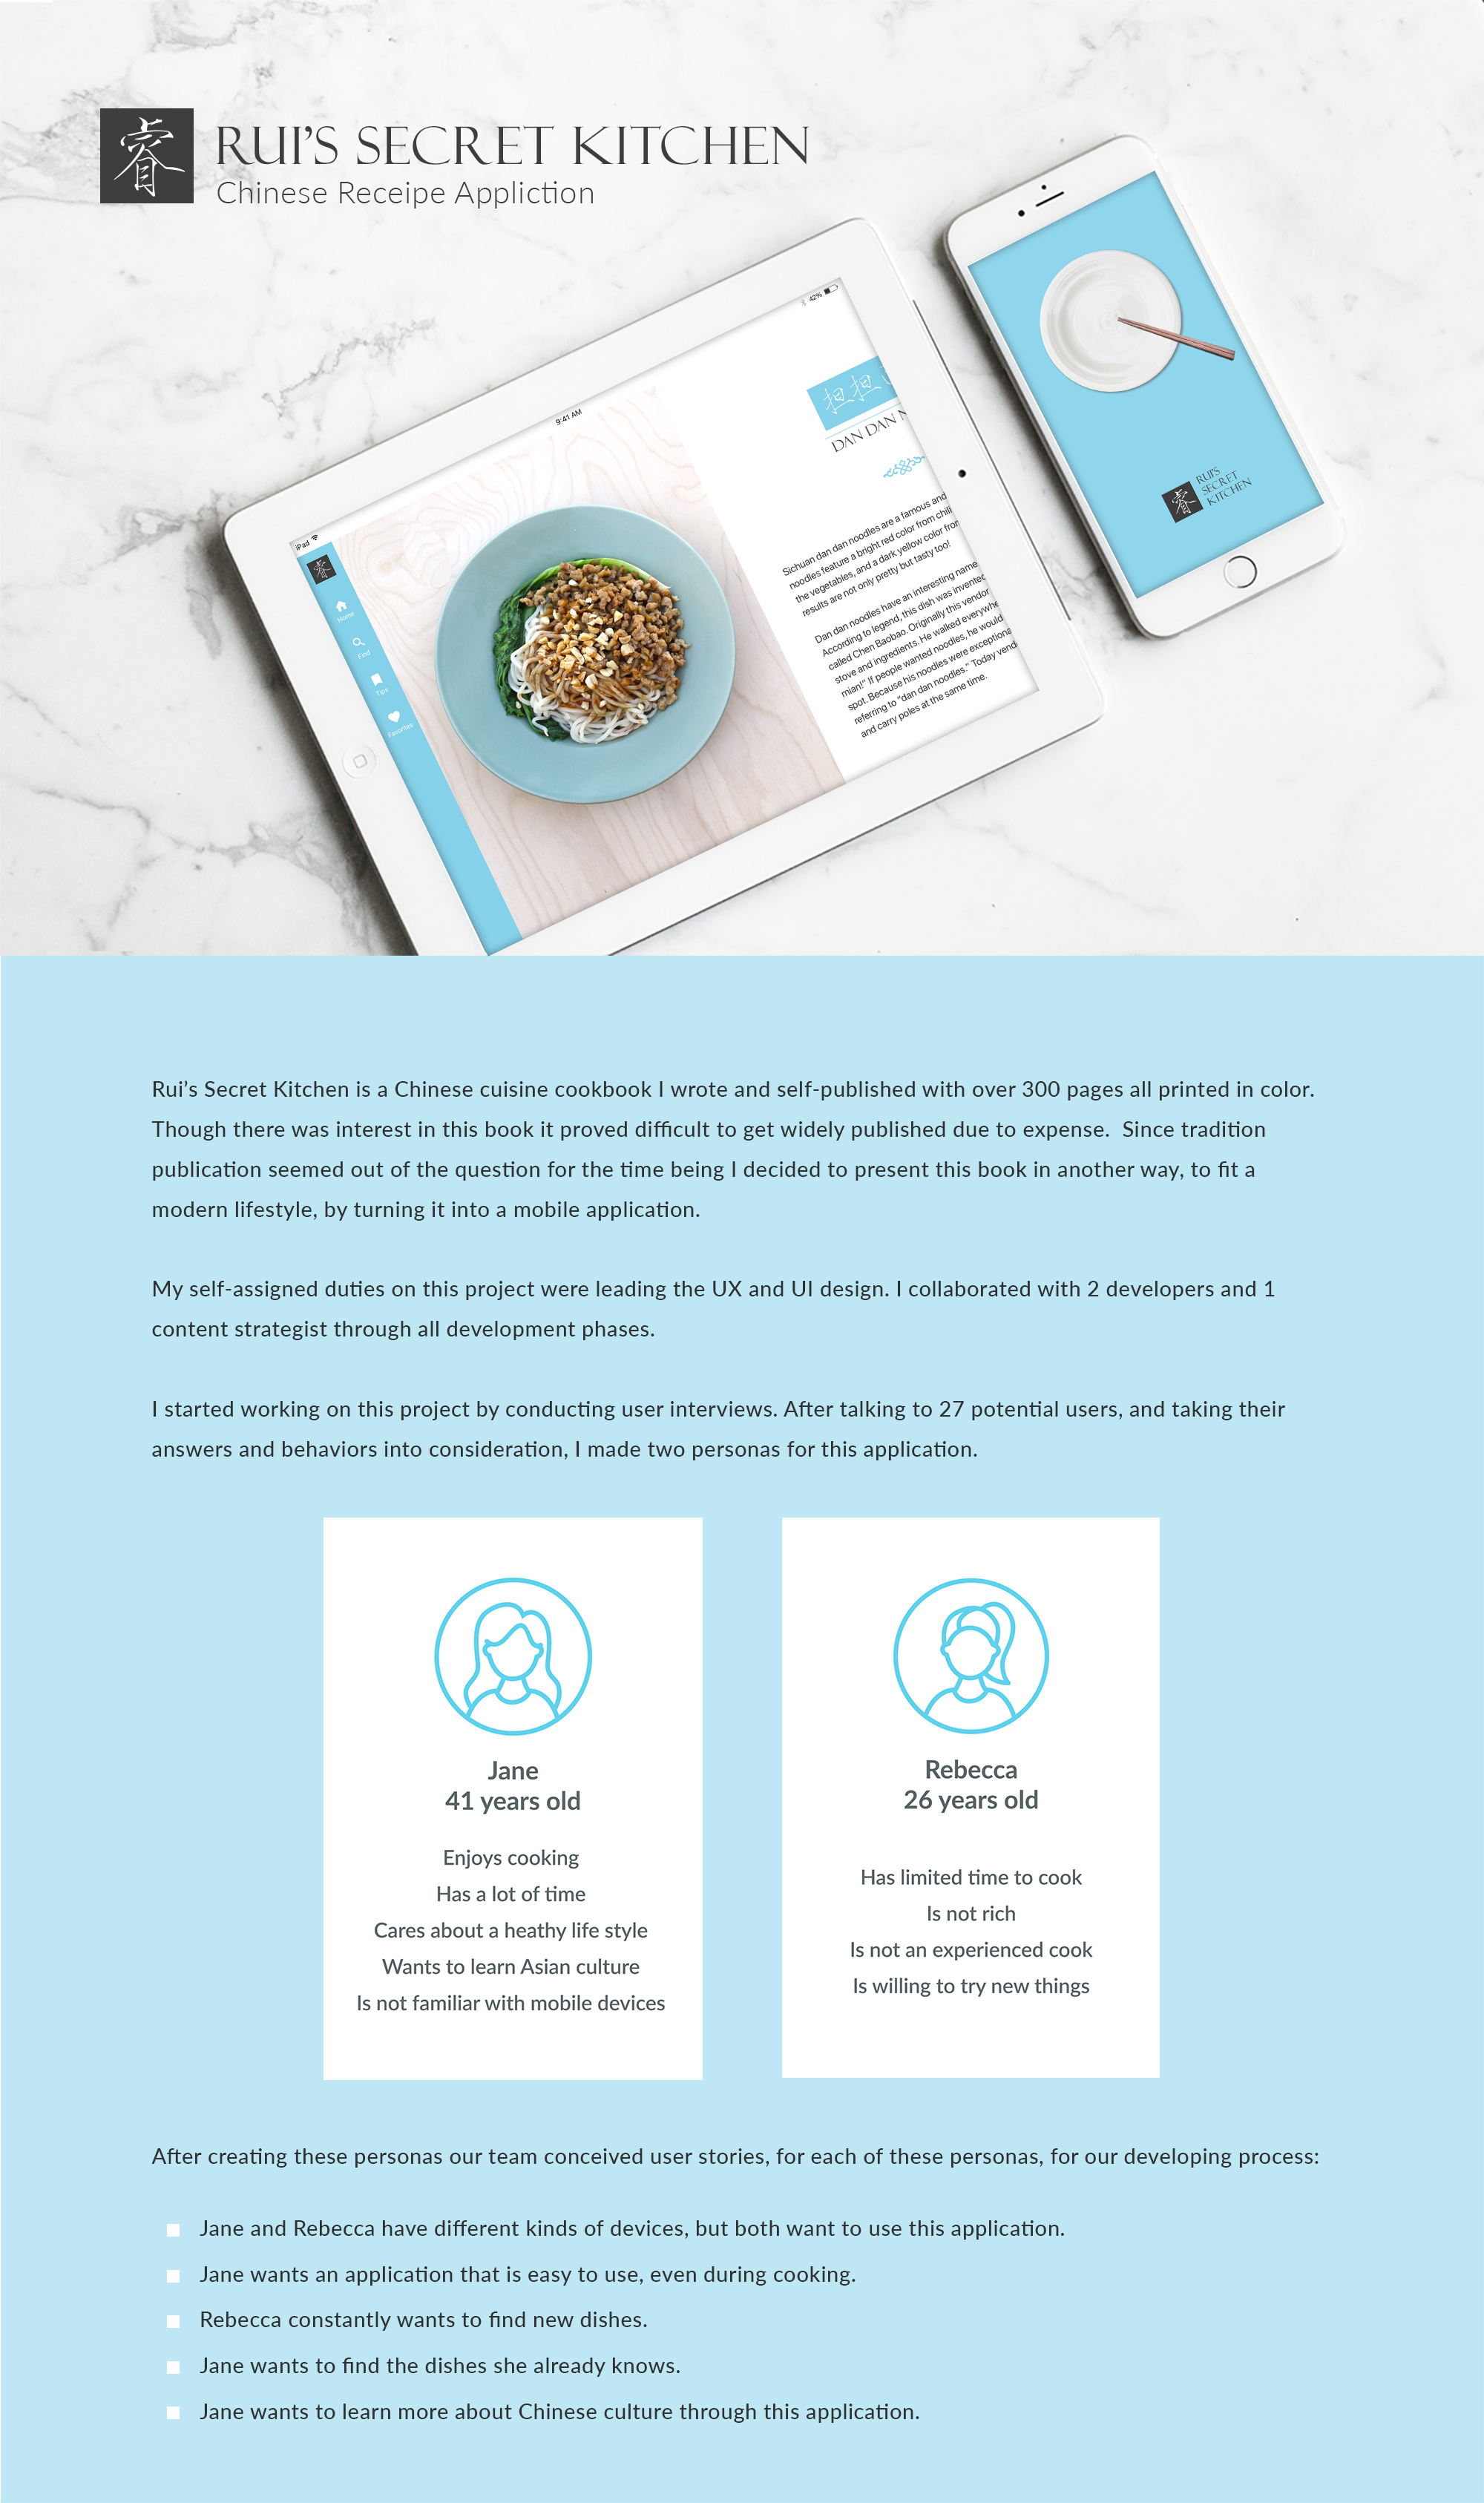 睿
RUI'S SECRET KITCHEN
Chinese Receipe Appliction
iPad
9:41 AM
42%
睿
Home
Find
Tips
Favorites
担担
DAN DAN
Sichuan dan dan noodles are a famous and
noodles feature a bright red color from chili
the vegetables, and a dark yellow color from
results are not only pretty but tasty too!
Dan dan noodles have an interesting name
According to legend, this dish was invented
called Chen Baobao. Originally this vendor
stove and ingredients. He walked everywhe
mian!" If people wanted noodles, he would
spot. Because his noodles were exceptiona
referring to "dan dan noodles." Today vend
and carry poles at the same time.
睿
RUI'S
SECRET
KITCHEN
Rui’s Secret Kitchen is a Chinese cuisine cookbook I wrote and self-published with over 300 pages all printed in color.
Though there was interest in this book it proved difficult to get widely published due to expense.  Since tradition
publication seemed out of the question for the time being I decided to present this book in another way, to fit a
modern lifestyle, by turning it into a mobile application.
My self-assigned duties on this project were leading the UX and UI design. I collaborated with 2 developers and 1
content strategist through all development phases.
I started working on this project by conducting user interviews. After talking to 27 potential users, and taking their
answers and behaviors into consideration, I made two personas for this application.
Jane
41 years old
Enjoys cooking
Has a lot of time
Cares about a heathy life style
Wants to learn Asian culture
Is not familiar with mobile devices
Rebecca
26 years old
Has limited time to cook
Is not rich
Is not an experienced cook
Is willing to try new things
After creating these personas our team conceived user stories, for each of these personas, for our developing process:
Jane and Rebecca have different kinds of devices, but both want to use this application.
Jane wants an application that is easy to use, even during cooking.
Rebecca constantly wants to find new dishes.
Jane wants to find the dishes she already knows.
Jane wants to learn more about Chinese culture through this application.